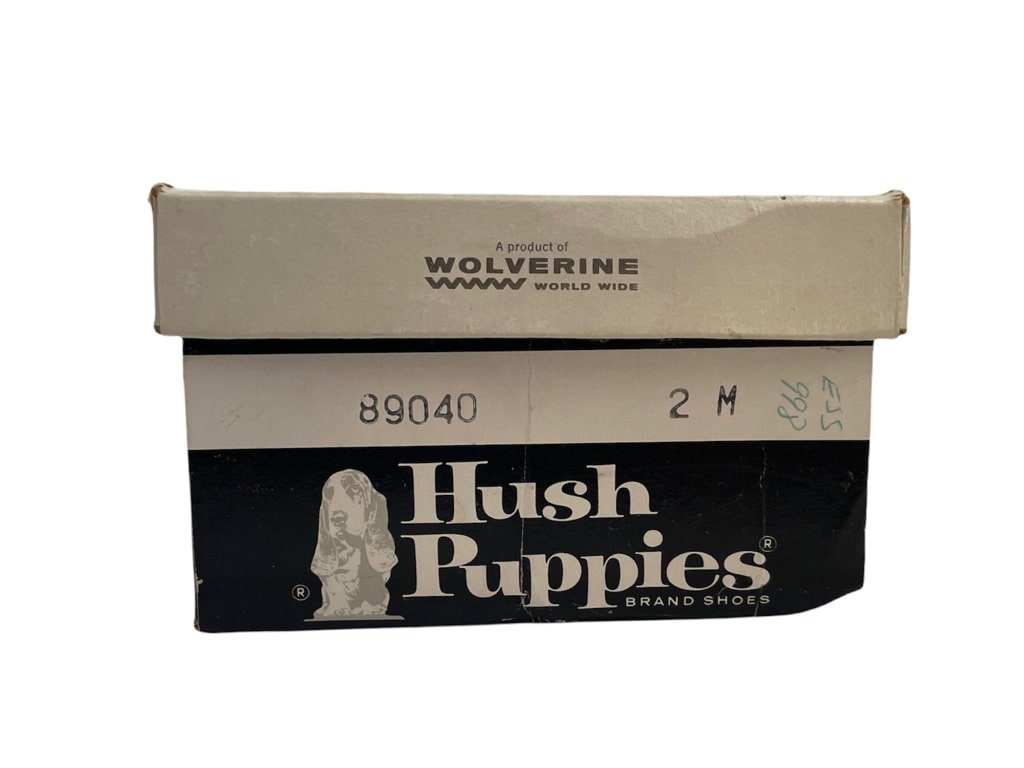 A product of
WOLVERINE
WORLD WIDE
89040 2 M
Hush
Puppies®
® BRAND SHOES